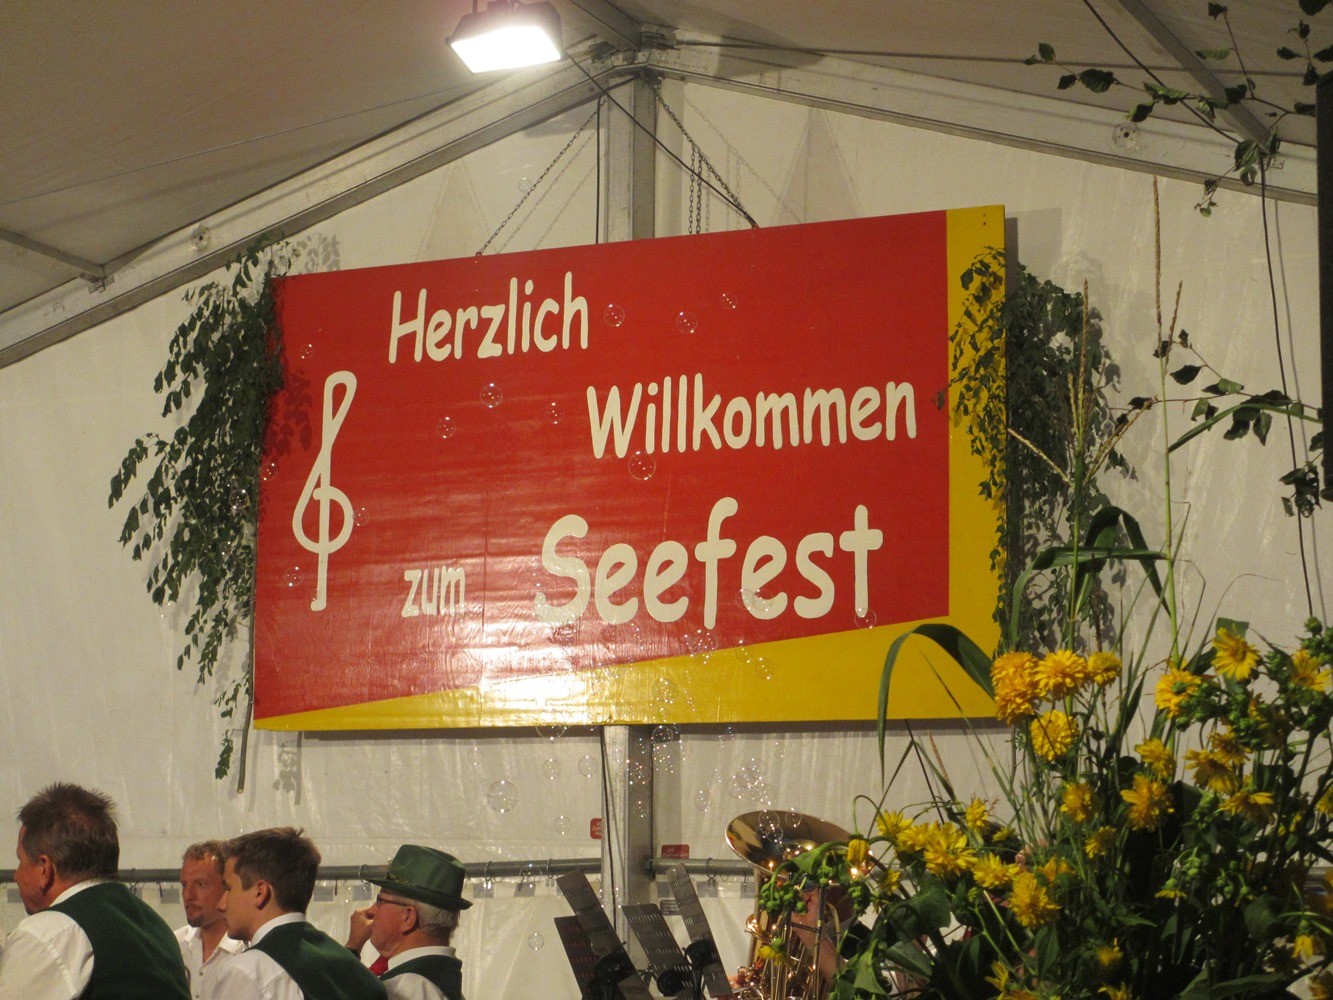 Herzlich
Willkommen
zum Seefest